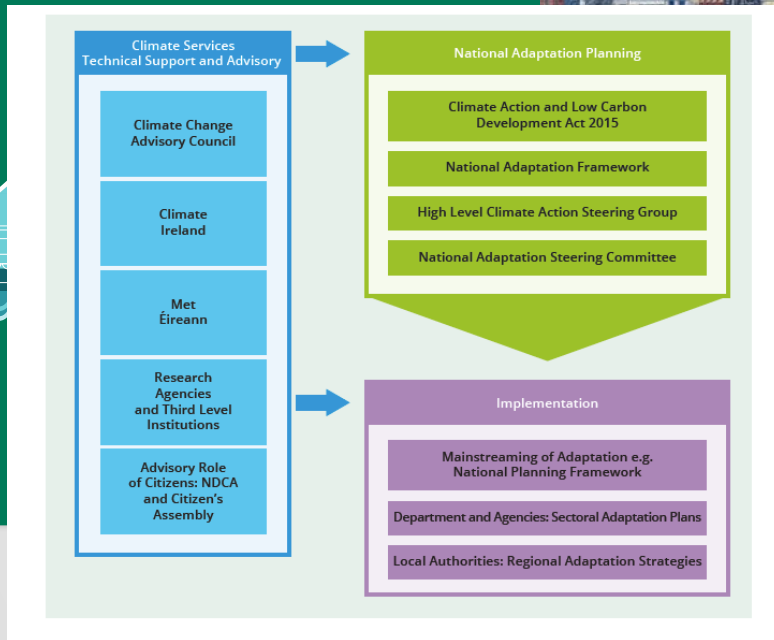 Climate Services
Technical Support and Advisory
Climate Change
Advisory Council
Climate
Ireland
Met
Éireann
Research
Agencies
and Third Level
Institutions
Advisory Role
of Citizens: NDCA
and Citizen's
Assembly
National Adaptation Planning
Climate Action and Low Carbon
Development Act 2015
National Adaptation Framework
High Level Climate Action Steering Group
National Adaptation Steering Committee
Implementation
Mainstreaming of Adaptation e.g.
National Planning Framework
Department and Agencies: Sectoral Adaptation Plans
Local Authorities: Regional Adaptation Strategies